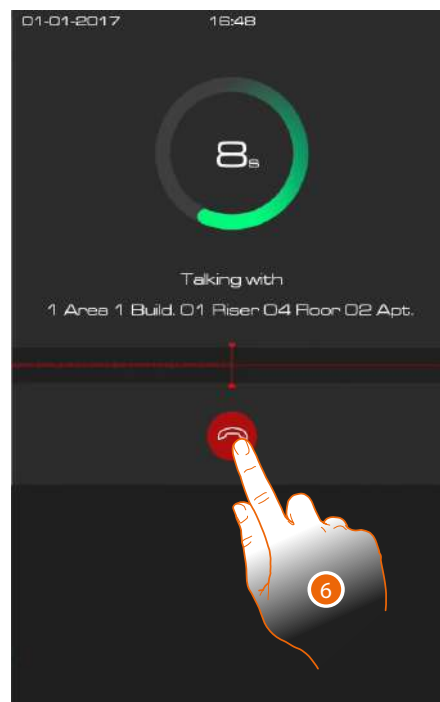 01-01-2017 16:48
8s
Talking with
1 Area 1 Build. 01 Riser 04 Floor 02 Apt.
6